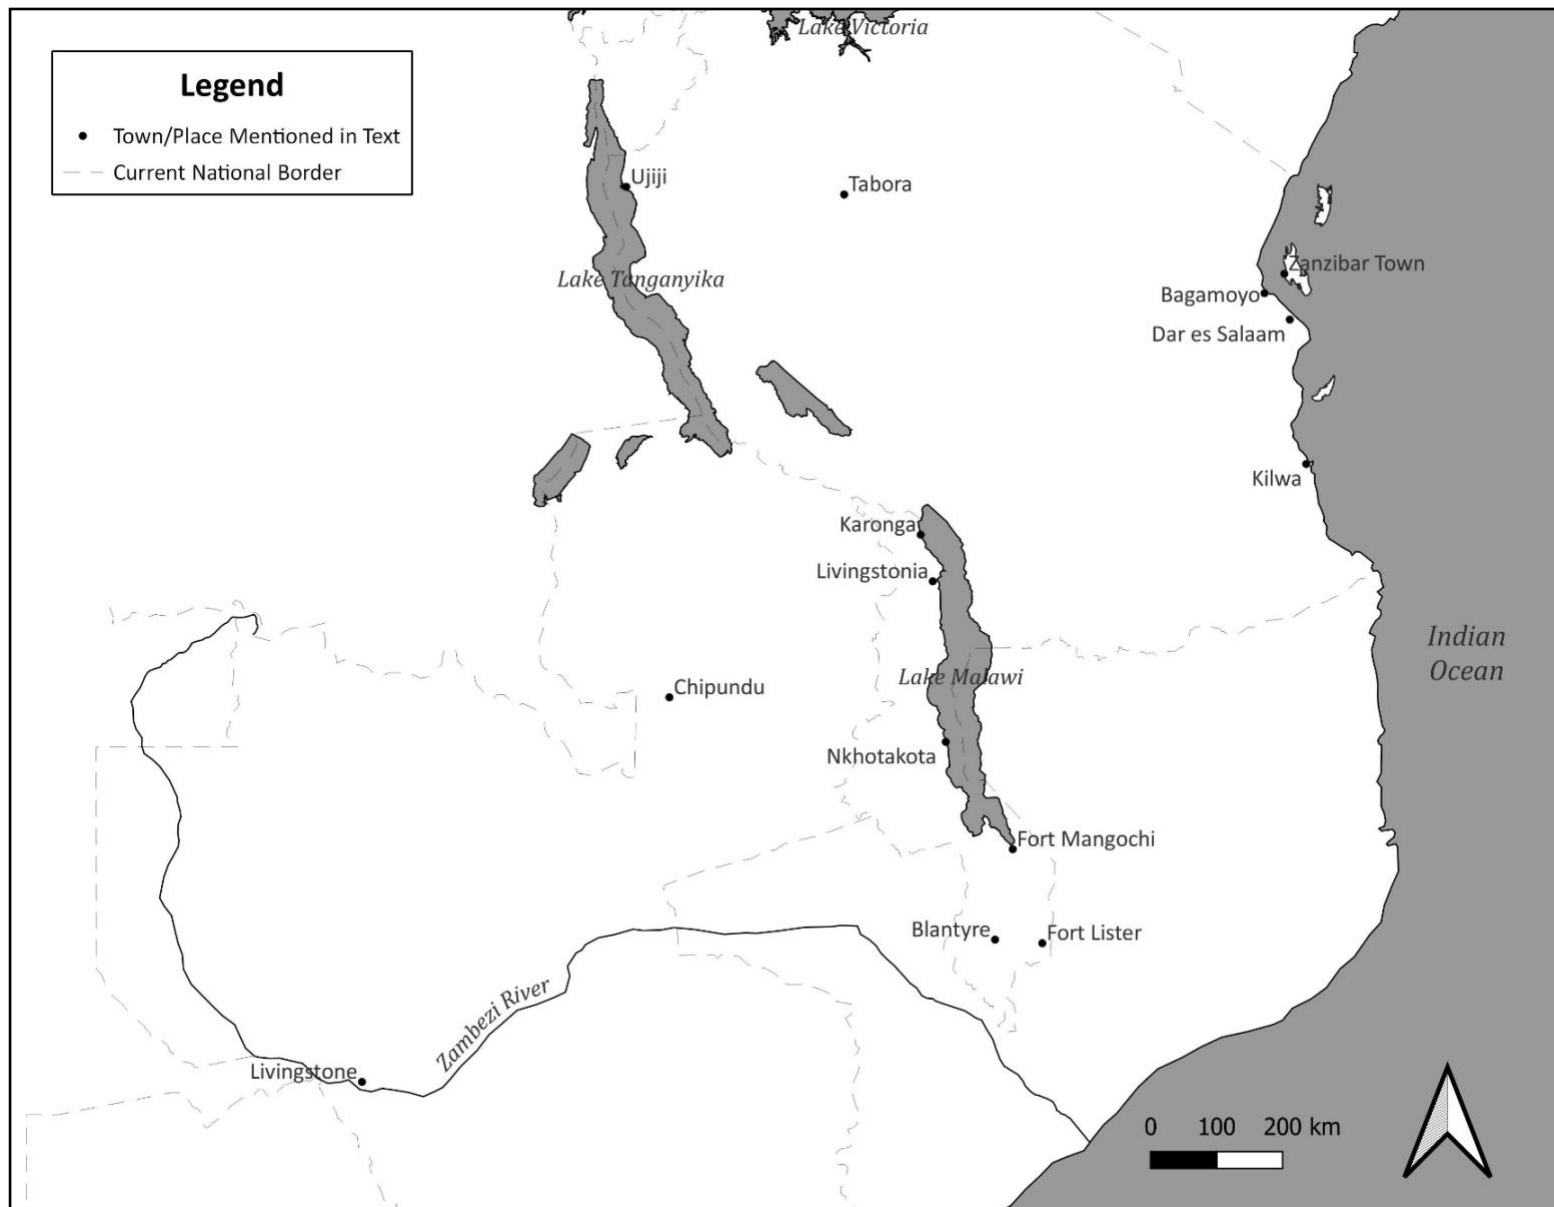 Lake Victoria
Legend
Town/Place Mentioned in Text
Current National Border
Ujiji
Tabora
Lake Tanganyika
Zanzibar Town
Bagamoyo
Dar es Salaam
Kilwa
Karonga
Livingstonia
Indian
Ocean
Lake Malawi
Chipundu
Nkhotakota
Fort Mangochi
Blantyre
Fort Lister
Zambezi River
Livingstone
0 100 200 km